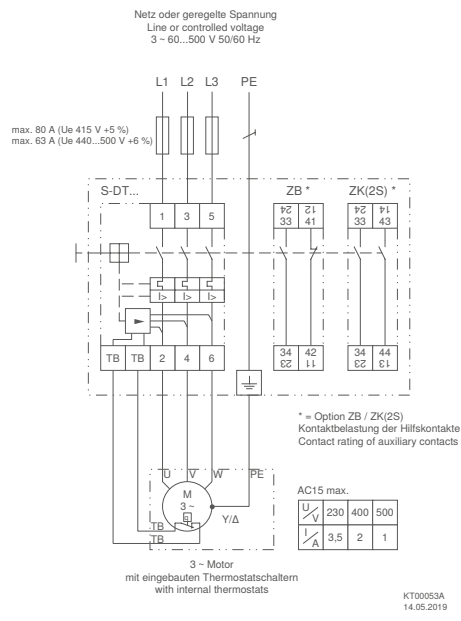 Netz oder geregelte Spannung
Line or controlled voltage
3 ~ 60...500 V 50/60 Hz
L1 L2 L3 PE
max. 80 A (Ue 415 V +5 %)
max. 63 A (Ue 440...500 V +6 %)
S-DT... ZB * ZK(2S) *
24 12 24 14
1 3 5 33 41 33 43
I> I> I>
TB TB 2 4 6 34 42 34 44
23 11 23 13
* = Option ZB / ZK(2S)
Kontaktbelastung der Hilfskontakte
Contact rating of auxiliary contacts
U V W PE
M
3 ~
Y/Δ
TB
TB
AC15 max.
U/V 230 400 500
I/A 3,5 2 1
3 ~ Motor
mit eingebauten Thermostatschaltern
with internal thermostats
KT00053A
14.05.2019